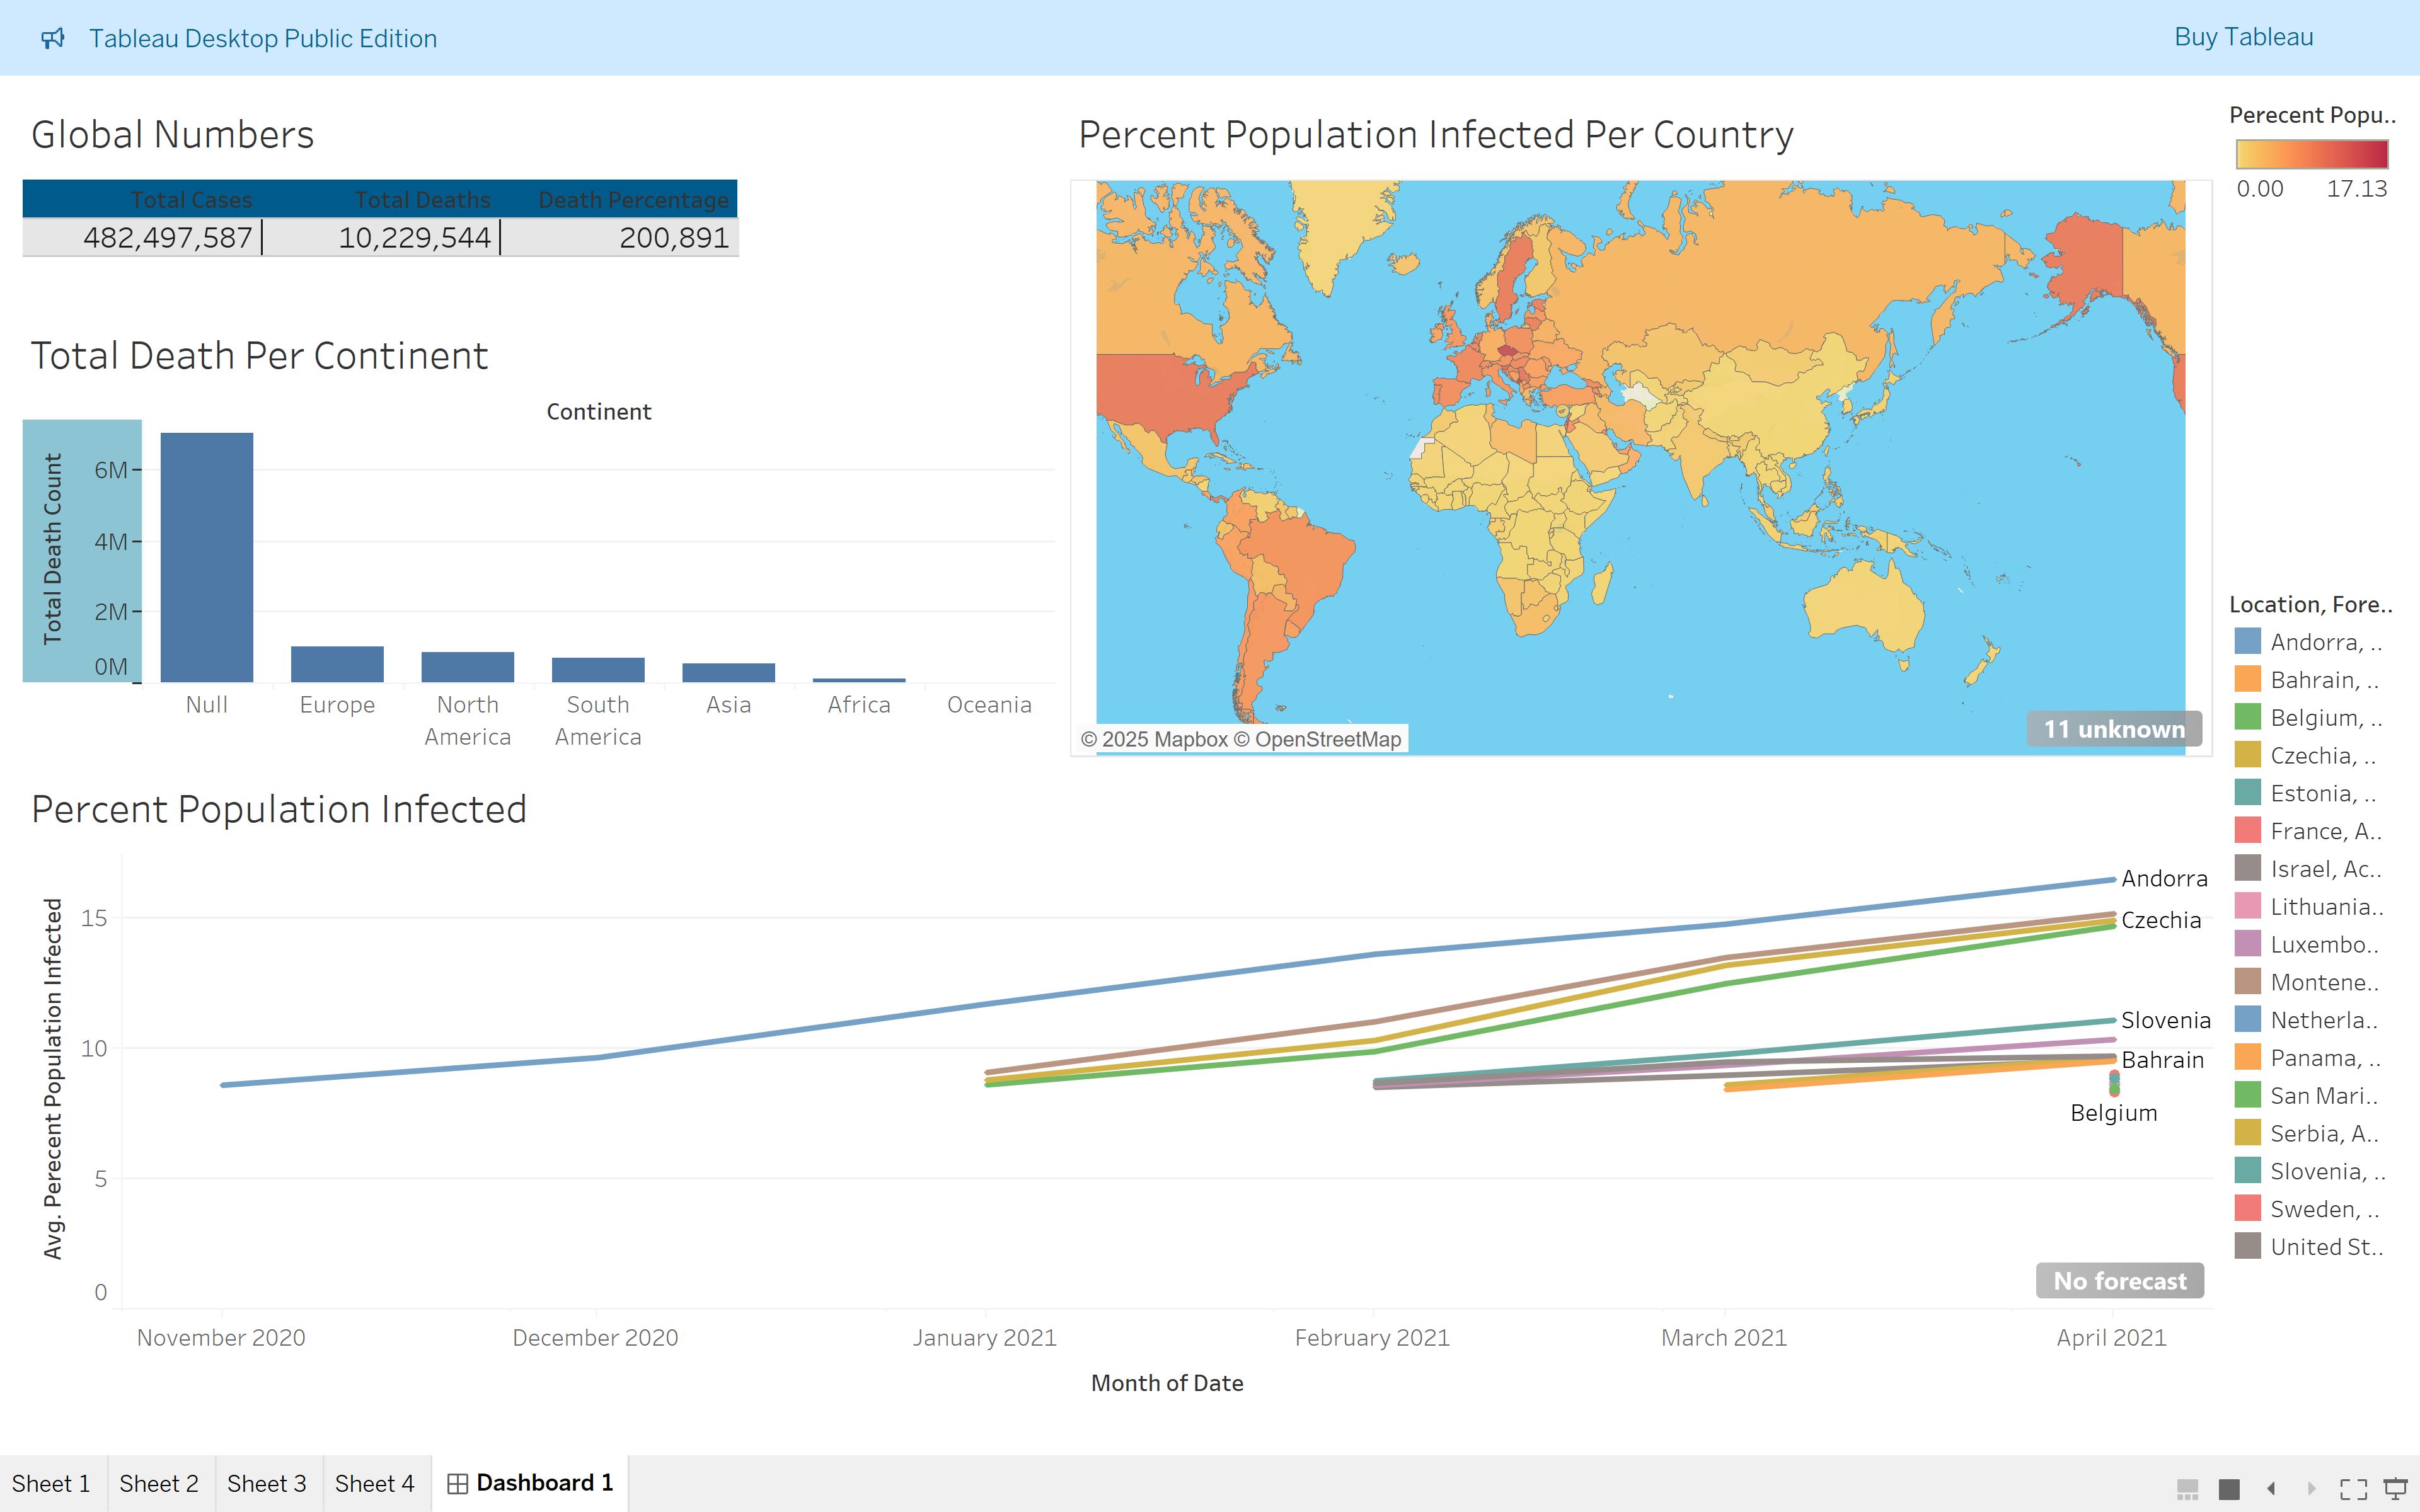 Tableau Desktop Public Edition
Buy Tableau
Global Numbers
Total Cases Total Deaths Death Percentage
482,497,587 10,229,544 200,891
Total Death Per Continent
Continent
Total Death Count
6M
4M
2M
0M
Null Europe North America South America Asia Africa Oceania
Percent Population Infected Per Country
© 2025 Mapbox © OpenStreetMap
11 unknown
Perecent Popu..
0.00 17.13
Percent Population Infected
Avg. Perecent Population Infected
15
10
5
0
Andorra
Czechia
Slovenia
Bahrain
Belgium
No forecast
November 2020 December 2020 January 2021 February 2021 March 2021 April 2021
Month of Date
Location, Fore..
Andorra, ..
Bahrain, ..
Belgium, ..
Czechia, ..
Estonia, ..
France, A..
Israel, Ac..
Lithuania..
Luxembo..
Montene..
Netherla..
Panama, ..
San Mari..
Serbia, A..
Slovenia, ..
Sweden, ..
United St..
Sheet 1 Sheet 2 Sheet 3 Sheet 4 Dashboard 1